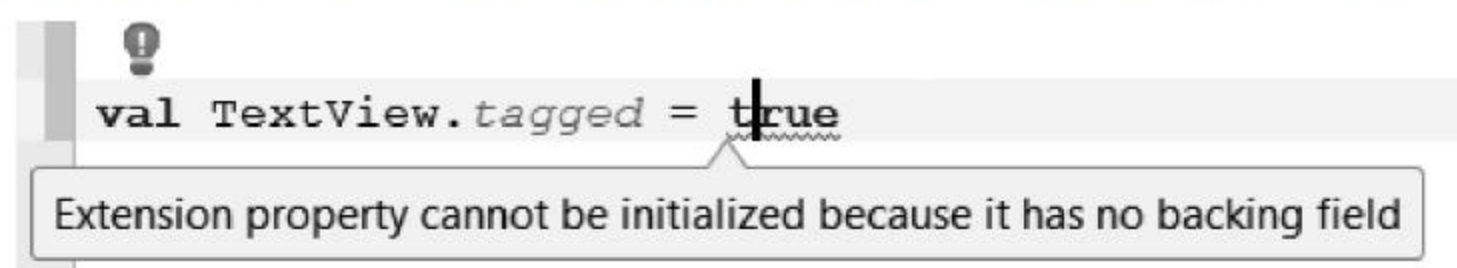 val TextView.tagged = true
Extension property cannot be initialized because it has no backing field